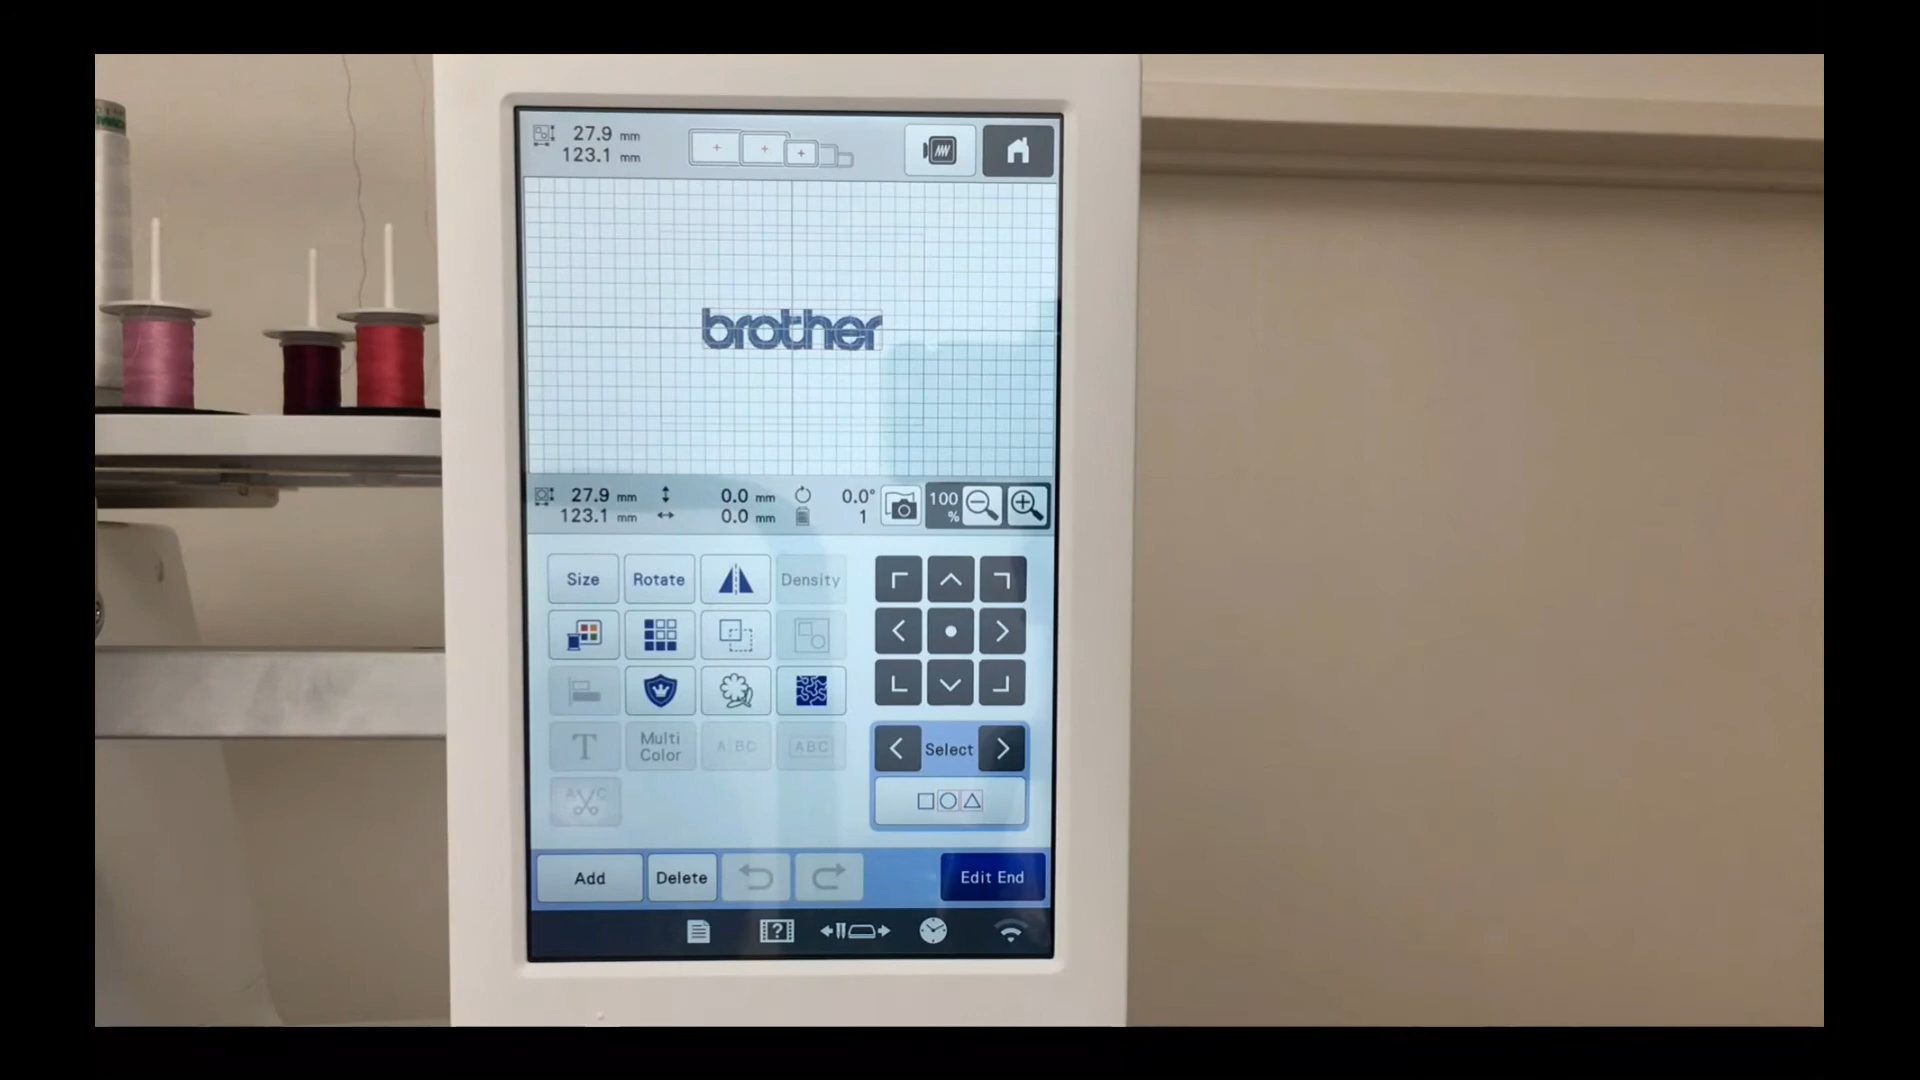 27.9 mm
123.1 mm
brother
27.9 mm 0.0 mm 0.0°
123.1 mm 0.0 mm 1
100 %
Size Rotate Density
T Multi Color A BC ABC
A C
Select
Add Delete Edit End
?